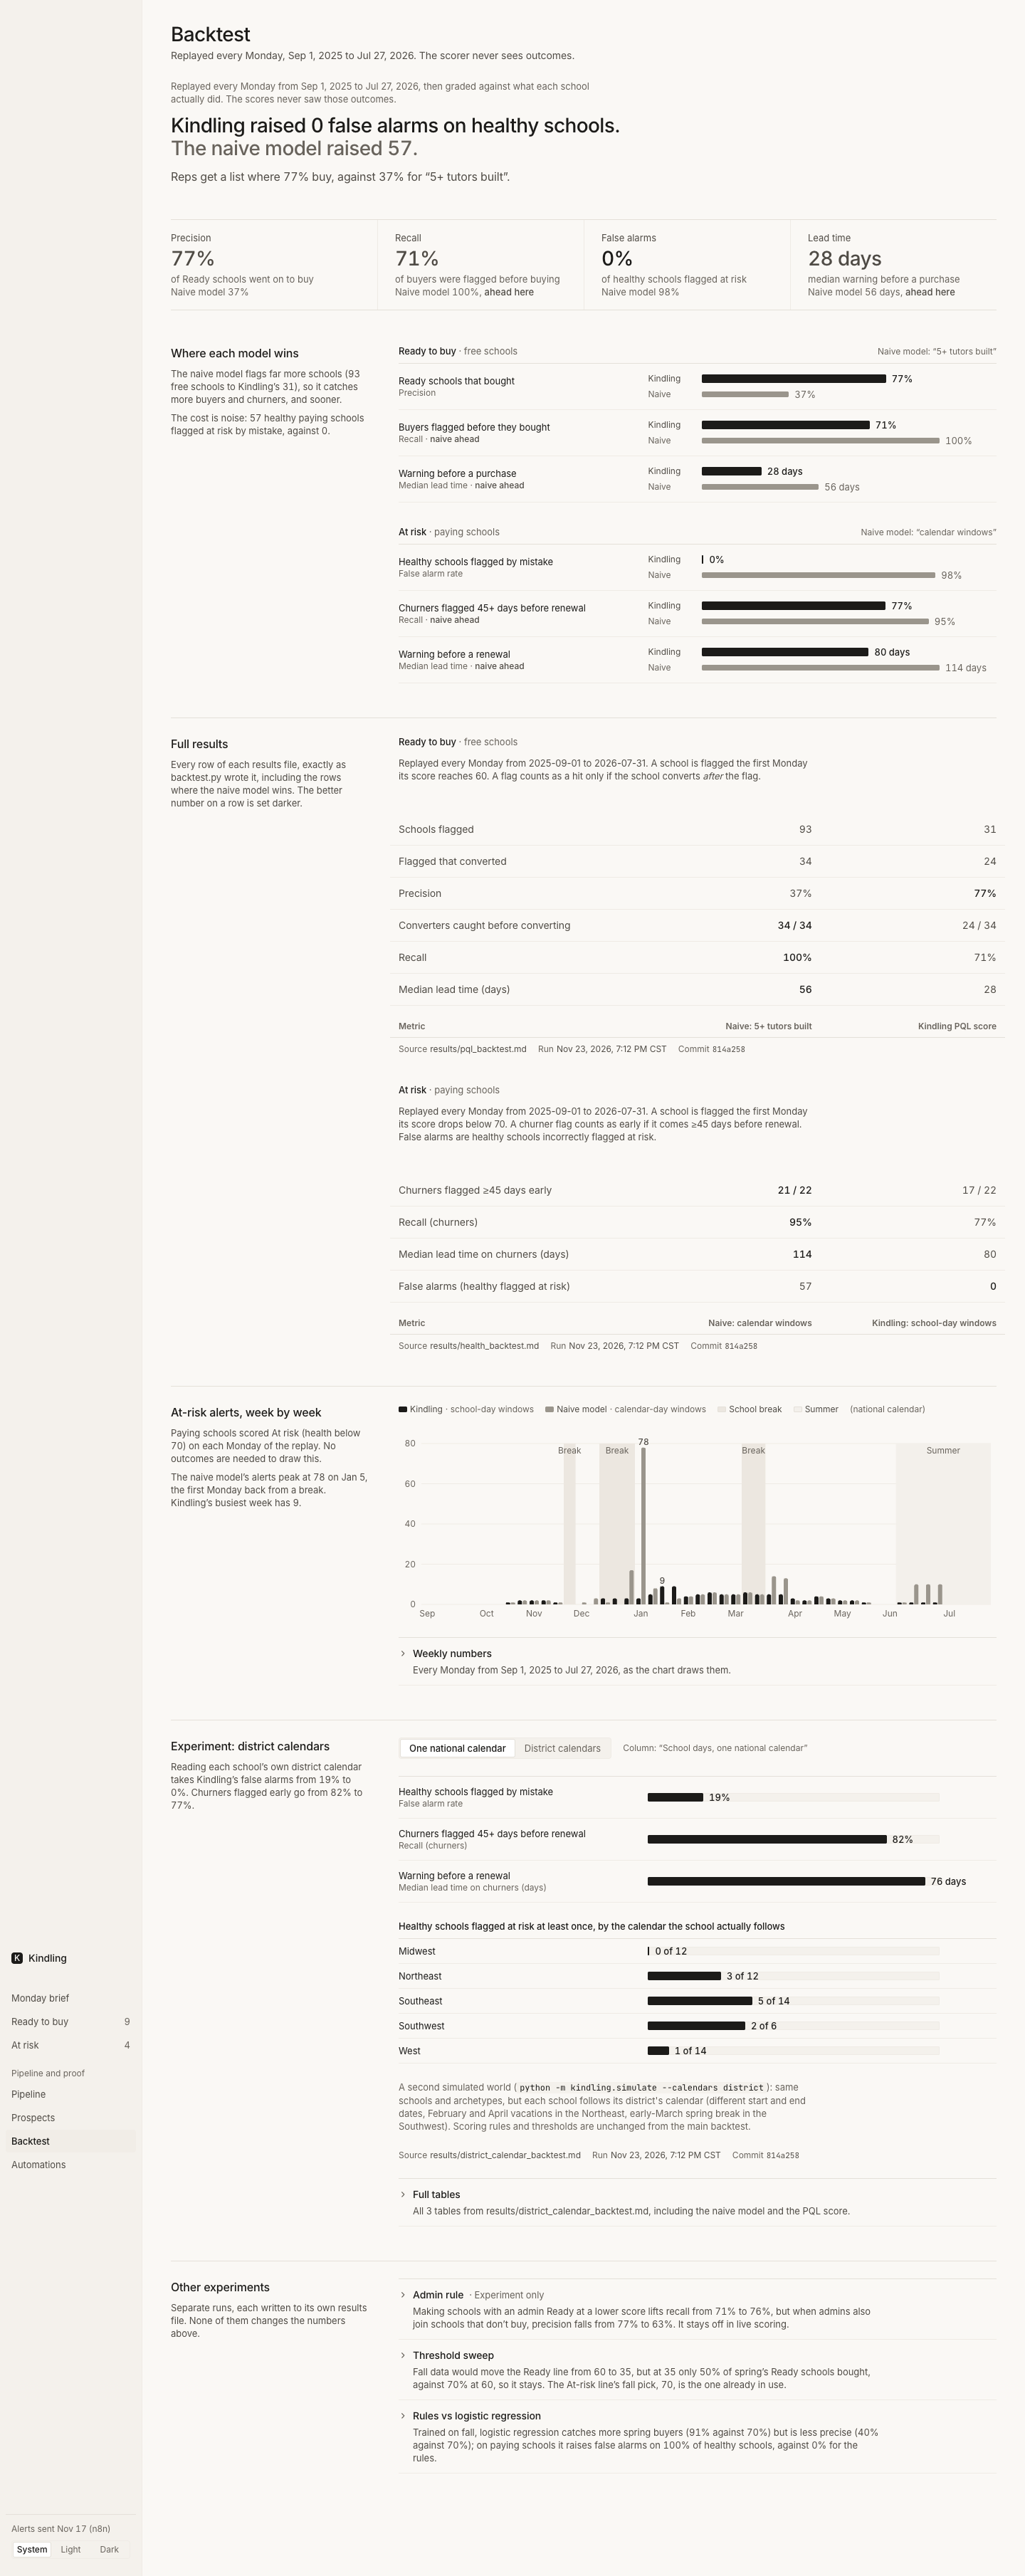 Backtest
Replayed every Monday, Sep 1, 2025 to Jul 27, 2026. The scorer never sees outcomes.
Replayed every Monday from Sep 1, 2025 to Jul 27, 2026, then graded against what each school
actually did. The scores never saw those outcomes.
Kindling raised 0 false alarms on healthy schools.
The naive model raised 57.
Reps get a list where 77% buy, against 37% for “5+ tutors built”.
Precision
77%
of Ready schools went on to buy
Naive model 37%
Recall
71%
of buyers were flagged before buying
Naive model 100%, ahead here
False alarms
0%
of healthy schools flagged at risk
Naive model 98%
Lead time
28 days
median warning before a purchase
Naive model 56 days, ahead here
Where each model wins
The naive model flags far more schools (93
free schools to Kindling’s 31), so it catches
more buyers and churners, and sooner.
The cost is noise: 57 healthy paying schools
flagged at risk by mistake, against 0.
Ready to buy · free schools
Naive model: “5+ tutors built”
Ready schools that bought
Precision
Kindling 77%
Naive 37%
Buyers flagged before they bought
Recall · naive ahead
Kindling 71%
Naive 100%
Warning before a purchase
Median lead time · naive ahead
Kindling 28 days
Naive 56 days
At risk · paying schools
Naive model: “calendar windows”
Healthy schools flagged by mistake
False alarm rate
Kindling 0%
Naive 98%
Churners flagged 45+ days before renewal
Recall · naive ahead
Kindling 77%
Naive 95%
Warning before a renewal
Median lead time · naive ahead
Kindling 80 days
Naive 114 days
Full results
Every row of each results file, exactly as
backtest.py wrote it, including the rows
where the naive model wins. The better
number on a row is set darker.
Ready to buy · free schools
Replayed every Monday from 2025-09-01 to 2026-07-31. A school is flagged the first Monday
its score reaches 60. A flag counts as a hit only if the school converts after the flag.
Schools flagged 93 31
Flagged that converted 34 24
Precision 37% 77%
Converters caught before converting 34 / 34 24 / 34
Recall 100% 71%
Median lead time (days) 56 28
Metric Naive: 5+ tutors built Kindling PQL score
Source results/pql_backtest.md Run Nov 23, 2026, 7:12 PM CST Commit 814a258
At risk · paying schools
Replayed every Monday from 2025-09-01 to 2026-07-31. A school is flagged the first Monday
its score drops below 70. A churner flag counts as early if it comes ≥45 days before renewal.
False alarms are healthy schools incorrectly flagged at risk.
Churners flagged ≥45 days early 21 / 22 17 / 22
Recall (churners) 95% 77%
Median lead time on churners (days) 114 80
False alarms (healthy flagged at risk) 57 0
Metric Naive: calendar windows Kindling: school-day windows
Source results/health_backtest.md Run Nov 23, 2026, 7:12 PM CST Commit 814a258
At-risk alerts, week by week
Paying schools scored At risk (health below
70) on each Monday of the replay. No
outcomes are needed to draw this.
The naive model’s alerts peak at 78 on Jan 5,
the first Monday back from a break.
Kindling’s busiest week has 9.
Kindling · school-day windows Naive model · calendar-day windows School break Summer (national calendar)
80
60
40
20
0
Break
Break
78
9
Break
Summer
Sep Oct Nov Dec Jan Feb Mar Apr May Jun Jul
Weekly numbers
Every Monday from Sep 1, 2025 to Jul 27, 2026, as the chart draws them.
Experiment: district calendars
Reading each school’s own district calendar
takes Kindling’s false alarms from 19% to
0%. Churners flagged early go from 82% to
77%.
One national calendar District calendars Column: “School days, one national calendar”
Healthy schools flagged by mistake
False alarm rate
19%
Churners flagged 45+ days before renewal
Recall (churners)
82%
Warning before a renewal
Median lead time on churners (days)
76 days
Healthy schools flagged at risk at least once, by the calendar the school actually follows
Midwest 0 of 12
Northeast 3 of 12
Southeast 5 of 14
Southwest 2 of 6
West 1 of 14
A second simulated world (python -m kindling.simulate --calendars district): same
schools and archetypes, but each school follows its district's calendar (different start and end
dates, February and April vacations in the Northeast, early-March spring break in the
Southwest). Scoring rules and thresholds are unchanged from the main backtest.
Source results/district_calendar_backtest.md Run Nov 23, 2026, 7:12 PM CST Commit 814a258
Full tables
All 3 tables from results/district_calendar_backtest.md, including the naive model and the PQL score.
Other experiments
Separate runs, each written to its own results
file. None of them changes the numbers
above.
Admin rule · Experiment only
Making schools with an admin Ready at a lower score lifts recall from 71% to 76%, but when admins also
join schools that don’t buy, precision falls from 77% to 63%. It stays off in live scoring.
Threshold sweep
Fall data would move the Ready line from 60 to 35, but at 35 only 50% of spring’s Ready schools bought,
against 70% at 60, so it stays. The At-risk line’s fall pick, 70, is the one already in use.
Rules vs logistic regression
Trained on fall, logistic regression catches more spring buyers (91% against 70%) but is less precise (40%
against 70%); on paying schools it raises false alarms on 100% of healthy schools, against 0% for the
rules.
K Kindling
Monday brief
Ready to buy 9
At risk 4
Pipeline and proof
Pipeline
Prospects
Backtest
Automations
Alerts sent Nov 17 (n8n)
System Light Dark